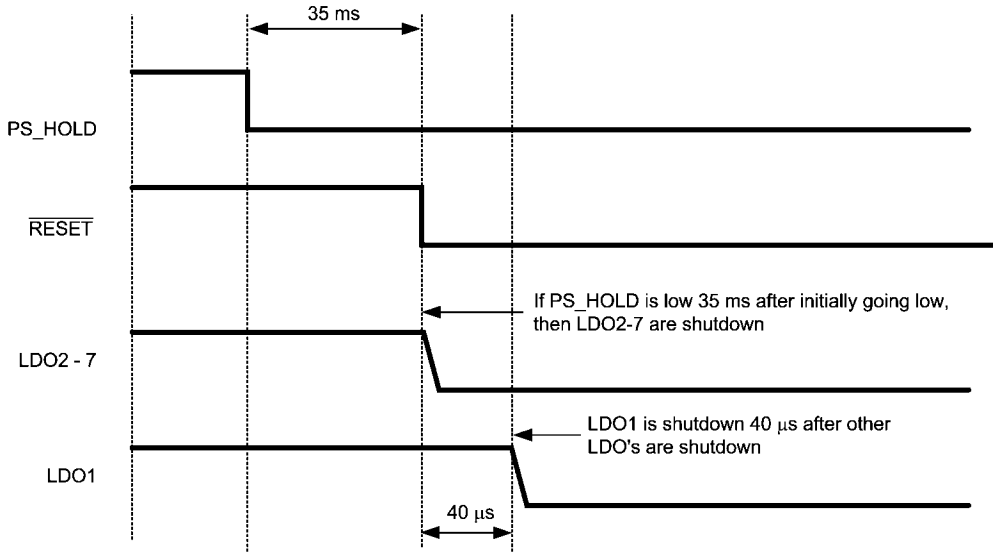 35 ms
PS_HOLD
RESET
If PS_HOLD is low 35 ms after initially going low,
then LDO2-7 are shutdown
LDO2 - 7
LDO1 is shutdown 40 μs after other
LDO's are shutdown
LDO1
40 μs